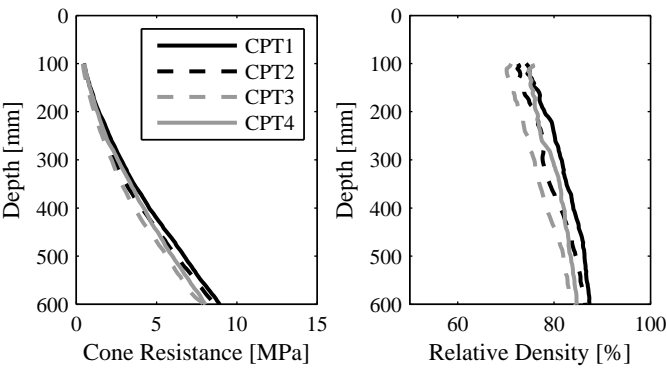 0
100
200
300
400
500
600
Depth [mm]
CPT1
CPT2
CPT3
CPT4
0
5
10
15
Cone Resistance [MPa]
0
100
200
300
400
500
600
Depth [mm]
60
80
100
Relative Density [%]